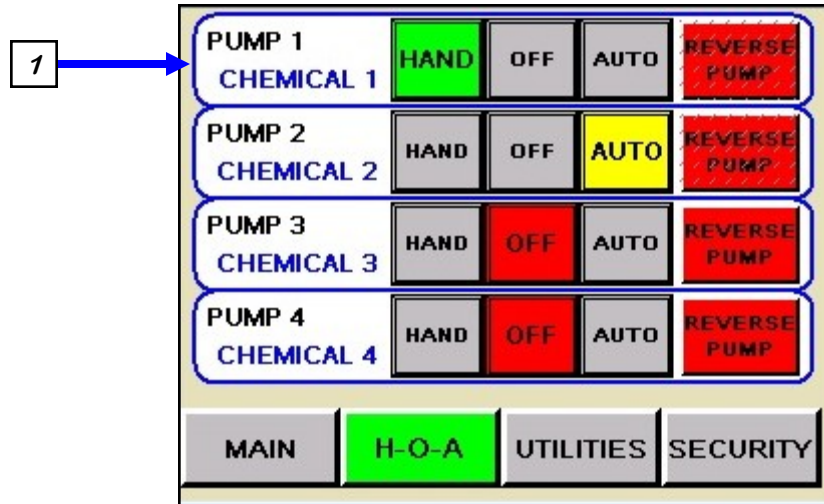 1
PUMP 1
CHEMICAL 1
HAND
OFF
AUTO
REVERSE
PUMP
PUMP 2
CHEMICAL 2
HAND
OFF
AUTO
REVERSE
PUMP
PUMP 3
CHEMICAL 3
HAND
OFF
AUTO
REVERSE
PUMP
PUMP 4
CHEMICAL 4
HAND
OFF
AUTO
REVERSE
PUMP
MAIN
H-O-A
UTILITIES
SECURITY